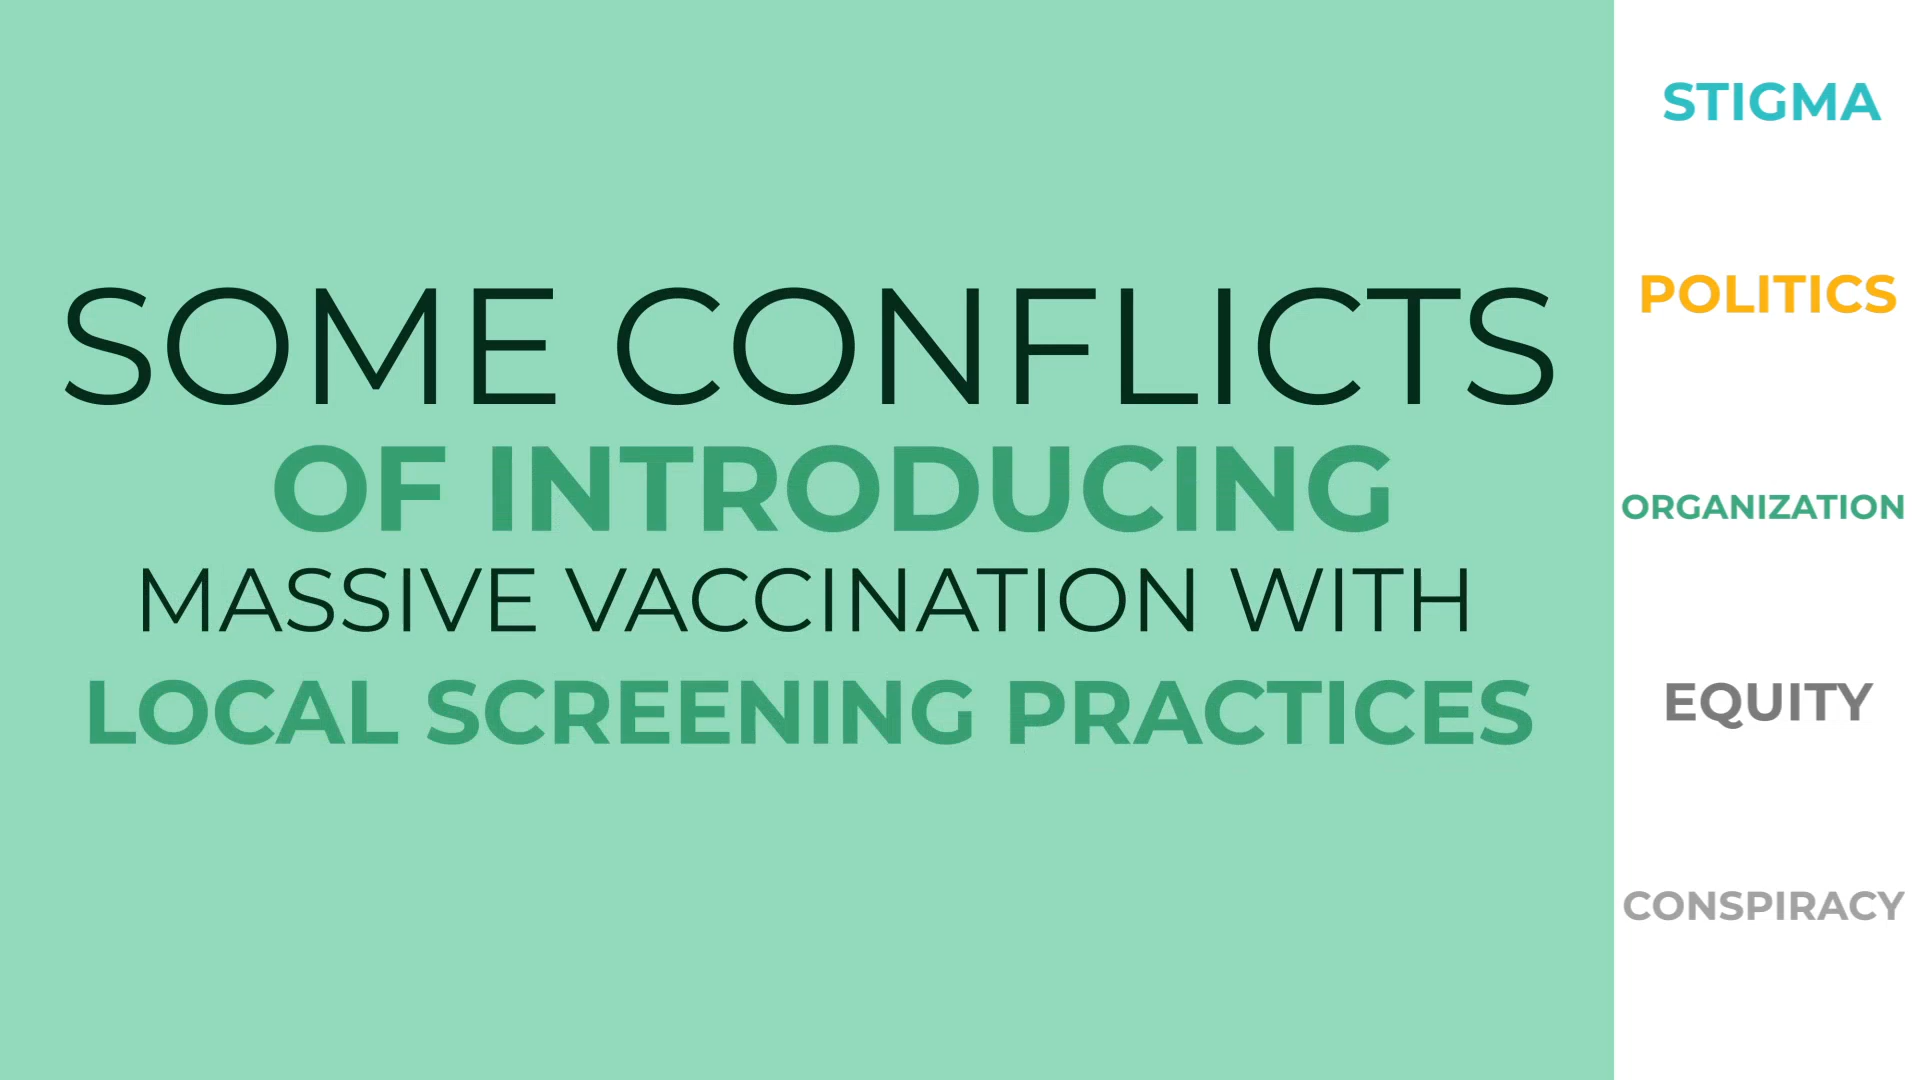 SOME CONFLICTS
OF INTRODUCING
MASSIVE VACCINATION WITH
LOCAL SCREENING PRACTICES
STIGMA
POLITICS
ORGANIZATION
EQUITY
CONSPIRACY